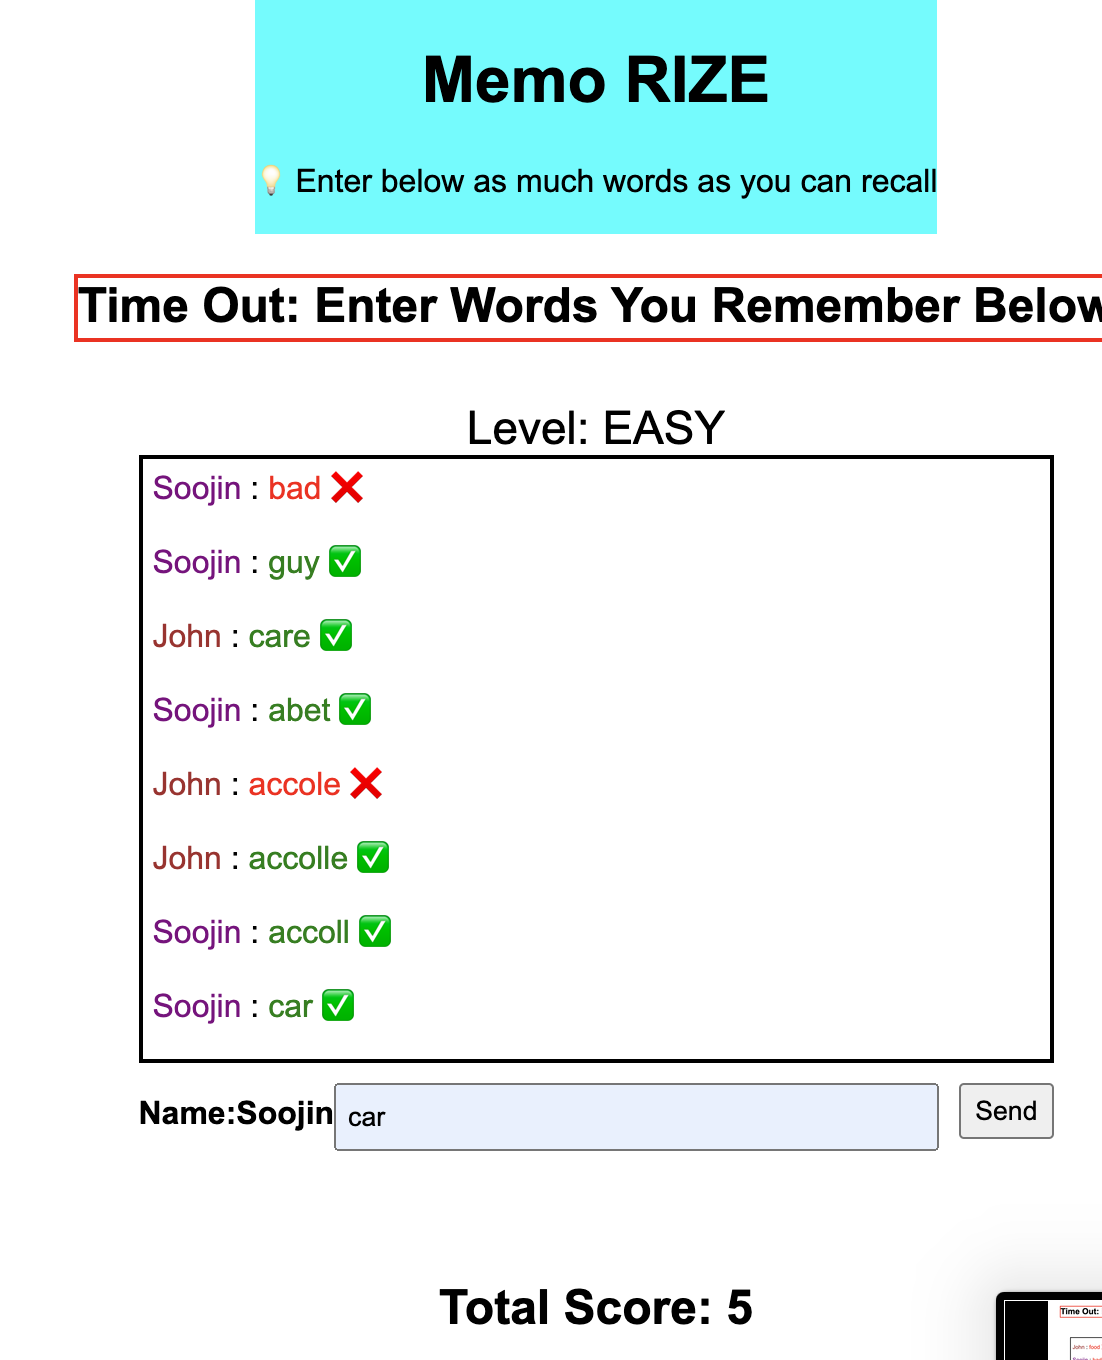 Memo RIZE
💡 Enter below as much words as you can recall
Time Out: Enter Words You Remember Below
Level: EASY
Soojin : bad ❌
Soojin : guy ✅
John : care ✅
Soojin : abet ✅
John : accole ❌
John : accolle ✅
Soojin : accoll ✅
Soojin : car ✅
Name:Soojin car Send
Total Score: 5
Time Out:
John : food